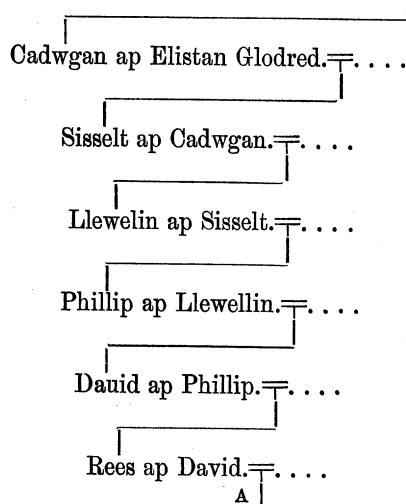 Cadwgan ap Elistan Glodred.=....
Sisselt ap Cadwgan.=....
Llewelin ap Sisselt.=....
Phillip ap Llewellin.=....
Dauid ap Phillip.=....
Rees ap David.=....
A